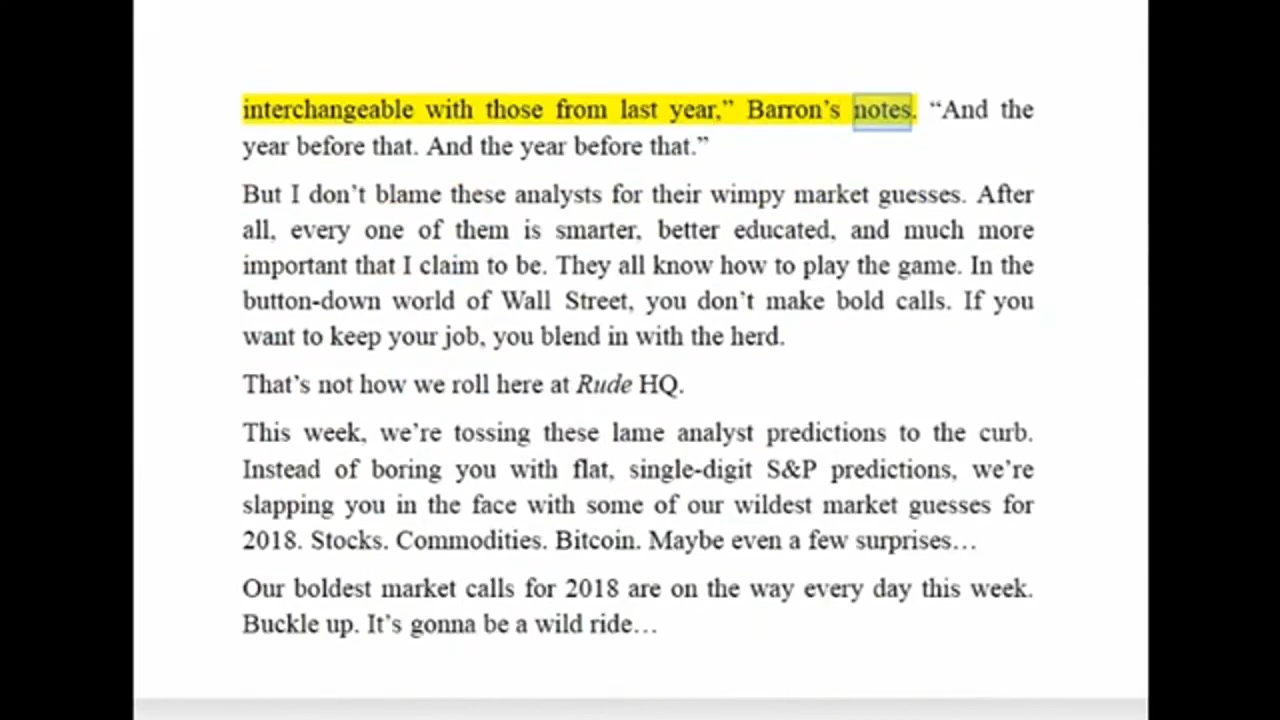 interchangeable with those from last year,” Barron’s notes. “And the
year before that. And the year before that.”
But I don’t blame these analysts for their wimpy market guesses. After
all, every one of them is smarter, better educated, and much more
important that I claim to be. They all know how to play the game. In the
button-down world of Wall Street, you don’t make bold calls. If you
want to keep your job, you blend in with the herd.
That’s not how we roll here at Rude HQ.
This week, we’re tossing these lame analyst predictions to the curb.
Instead of boring you with flat, single-digit S&P predictions, we’re
slapping you in the face with some of our wildest market guesses for
2018. Stocks. Commodities. Bitcoin. Maybe even a few surprises…
Our boldest market calls for 2018 are on the way every day this week.
Buckle up. It’s gonna be a wild ride…